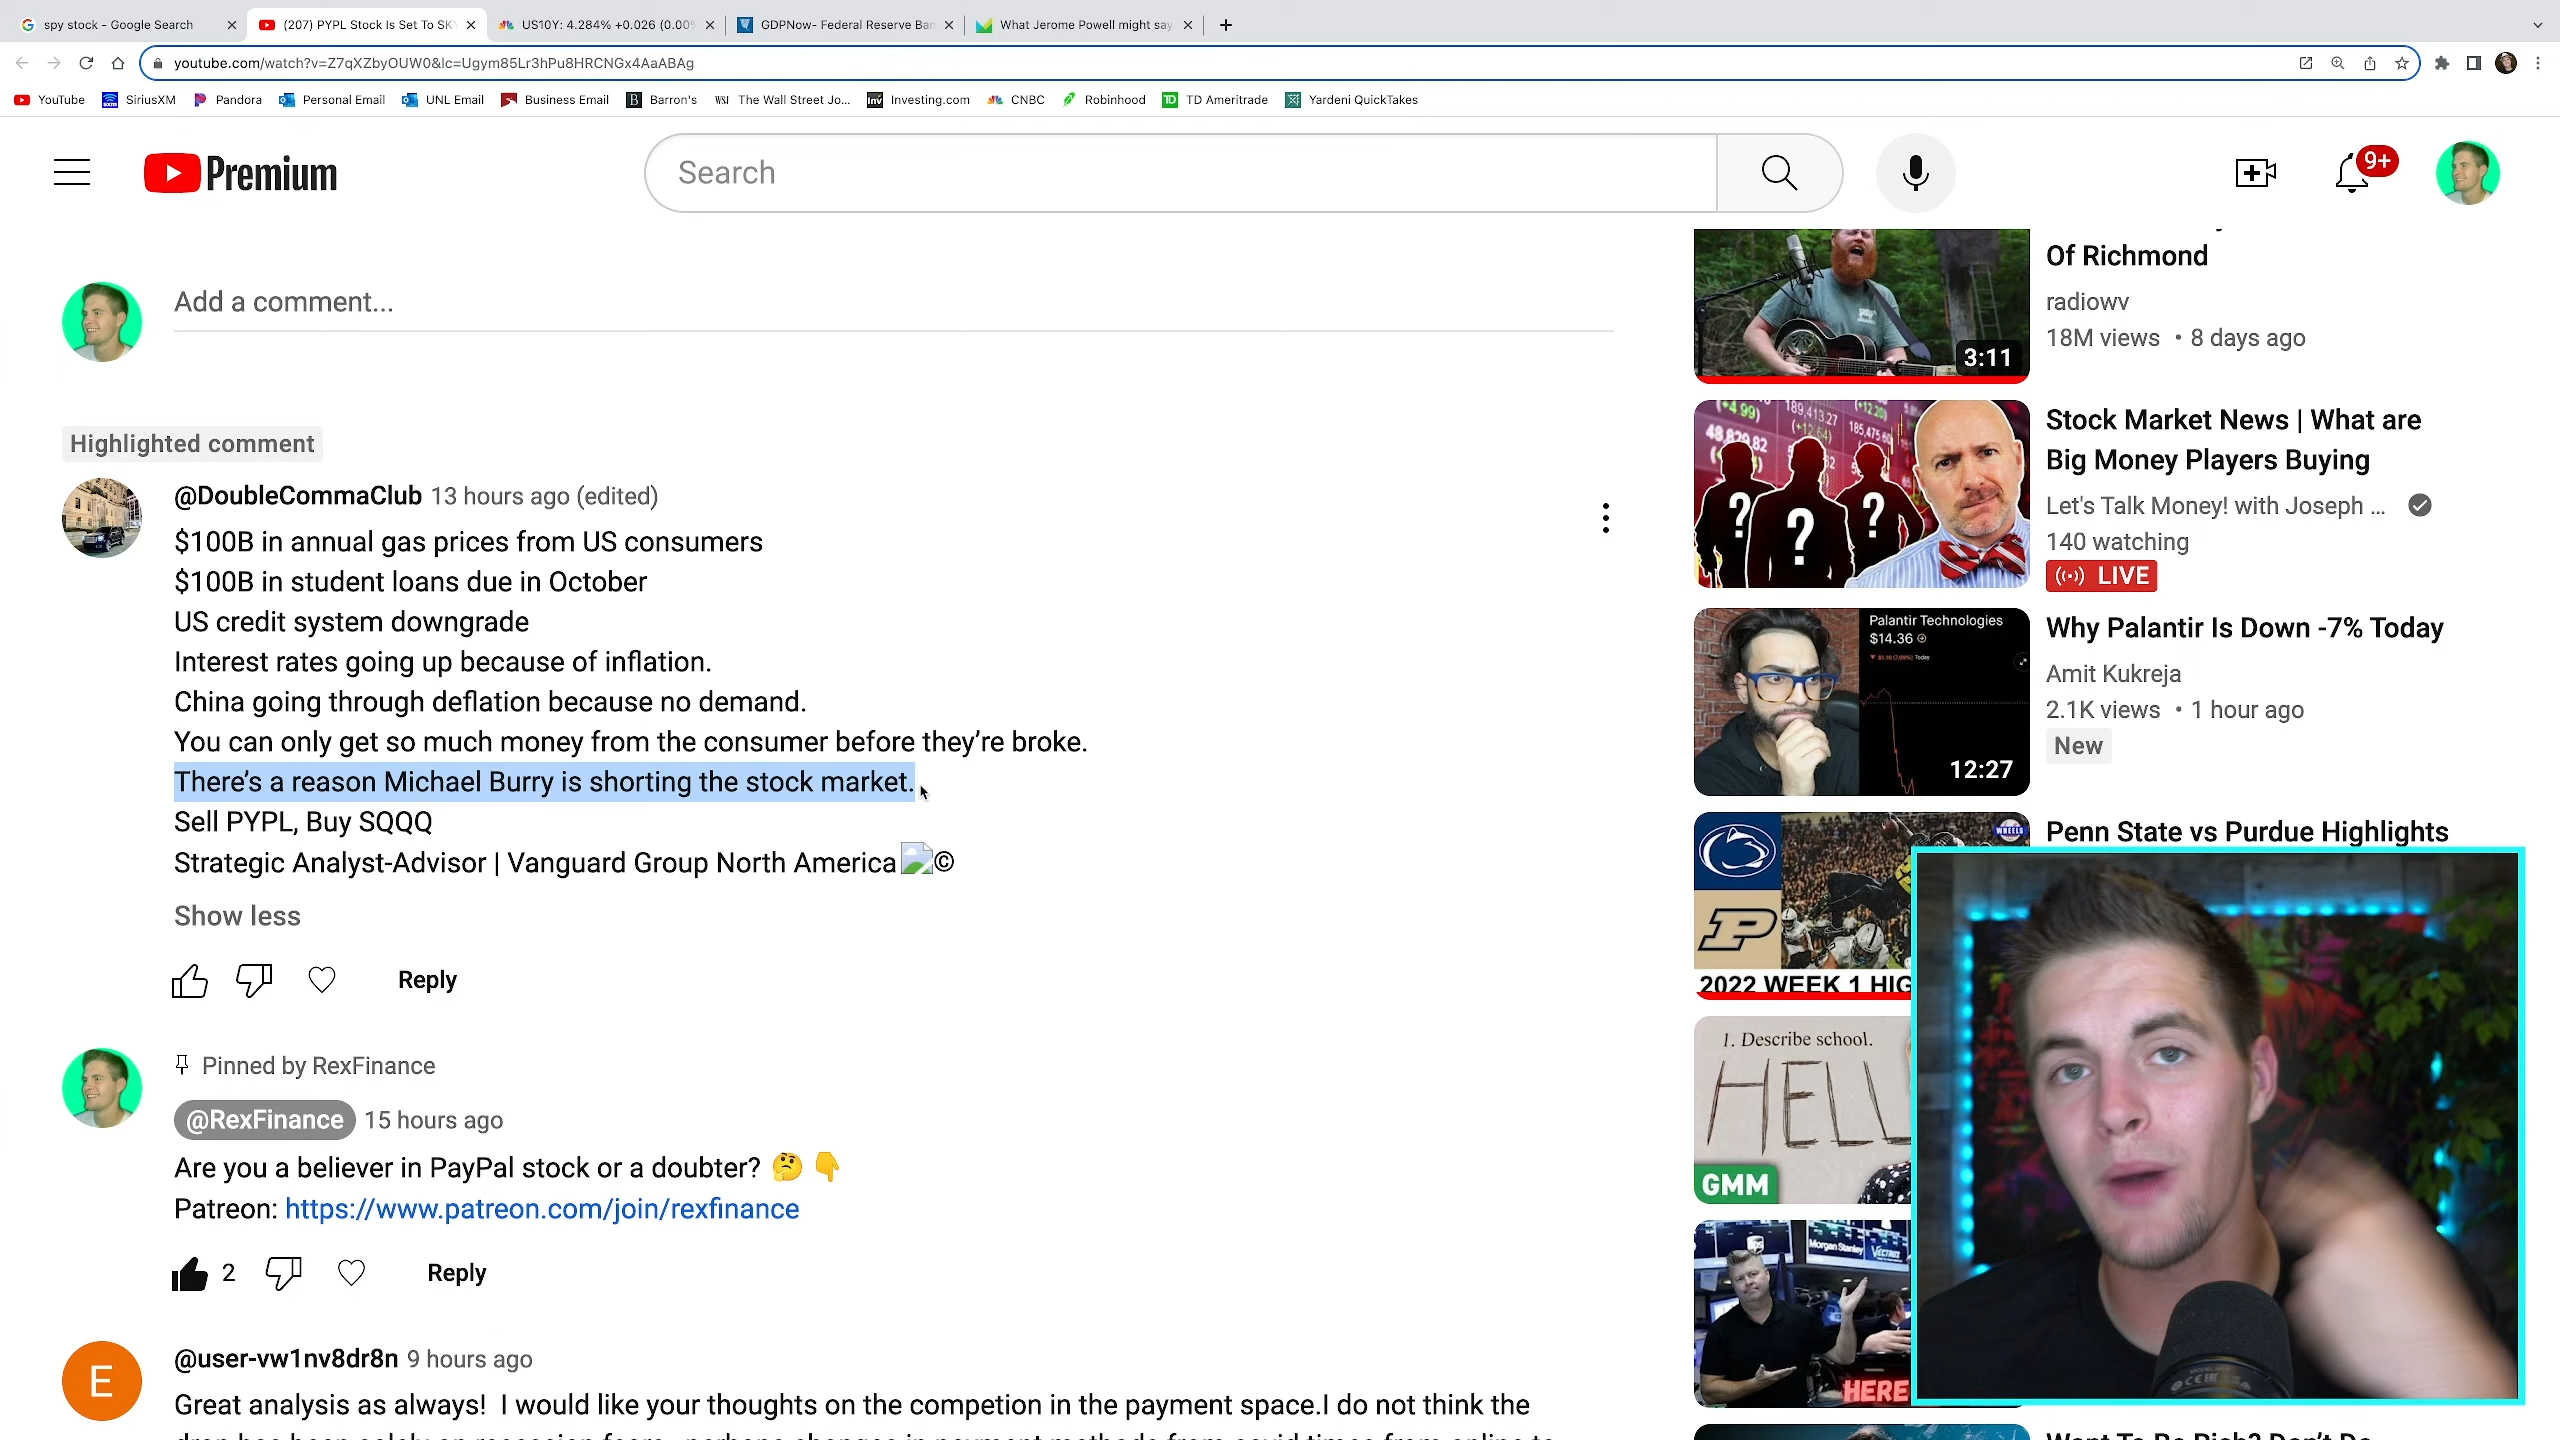 spy stock - Google Search
(207) PYPL Stock Is Set To SK
US10Y: 4.284% +0.026 (0.00
GDPNow- Federal Reserve Ban
What Jerome Powell might say
youtube.com/watch?v=Z7qXZbyOUW0&lc=Ugym85Lr3hPu8HRCNGx4AaABAg
YouTube
SiriusXM
Pandora
Personal Email
UNL Email
Business Email
Barron's
The Wall Street Jo...
Investing.com
CNBC
Robinhood
TD Ameritrade
Yardeni QuickTakes
Premium
Search
9+
Add a comment...
Highlighted comment
@DoubleCommaClub 13 hours ago (edited)
$100B in annual gas prices from US consumers
$100B in student loans due in October
US credit system downgrade
Interest rates going up because of inflation.
China going through deflation because no demand.
You can only get so much money from the consumer before they’re broke.
There’s a reason Michael Burry is shorting the stock market.
Sell PYPL, Buy SQQQ
Strategic Analyst-Advisor | Vanguard Group North America ©
Show less
Reply
Pinned by RexFinance
@RexFinance 15 hours ago
Are you a believer in PayPal stock or a doubter? 🤔 👇
Patreon: https://www.patreon.com/join/rexfinance
2
Reply
E
@user-vw1nv8dr8n 9 hours ago
Great analysis as always! I would like your thoughts on the competion in the payment space.I do not think the
Of Richmond
radiowv
18M views • 8 days ago
3:11
Stock Market News | What are
Big Money Players Buying
Let's Talk Money! with Joseph ...
140 watching
LIVE
Why Palantir Is Down -7% Today
Amit Kukreja
2.1K views • 1 hour ago
New
Palantir Technologies
$14.36
12:27
Penn State vs Purdue Highlights
2022 WEEK 1 HIG
1. Describe school.
HELL
GMM
Morgan Stanley
HERE